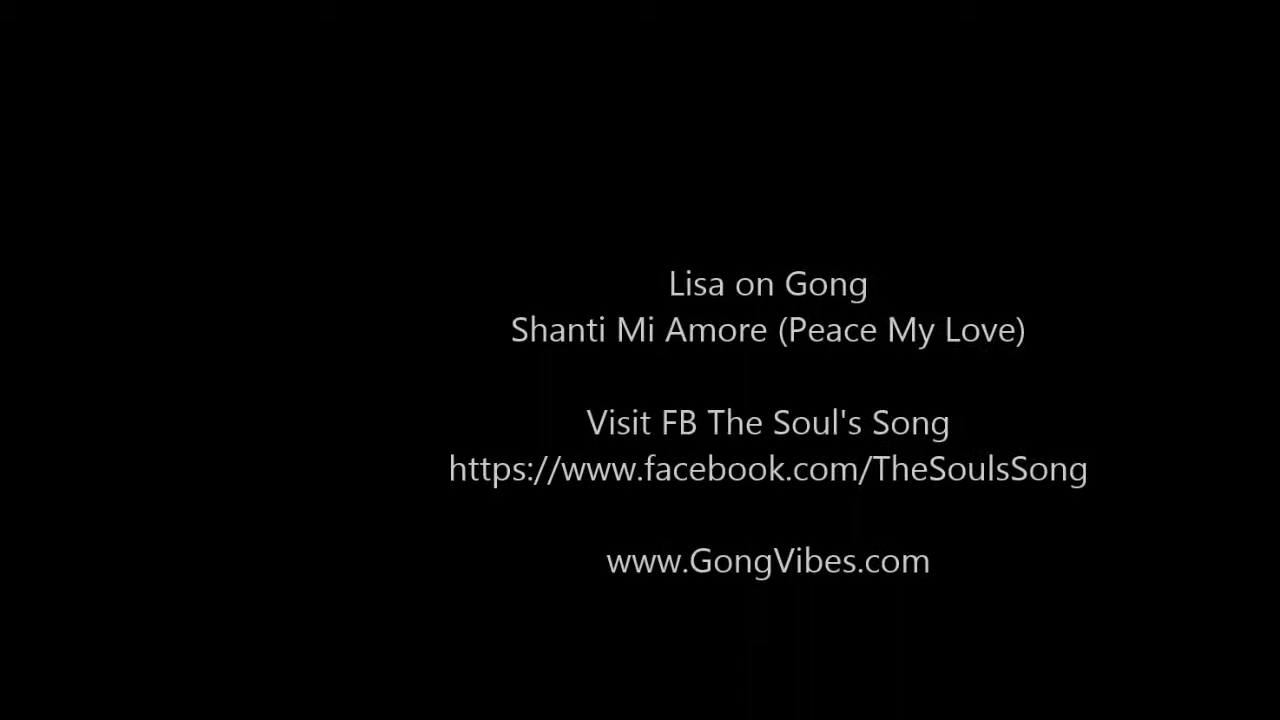 Lisa on Gong
Shanti Mi Amore (Peace My Love)
Visit FB The Soul's Song
https://www.facebook.com/TheSoulsSong
www.GongVibes.com